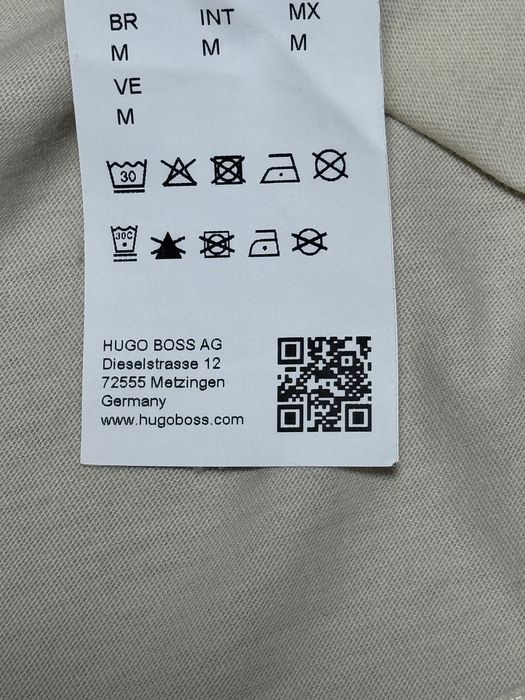 BR INT MX
M M M
VE
M
30
30C
HUGO BOSS AG
Dieselstrasse 12
72555 Metzingen
Germany
www.hugoboss.com